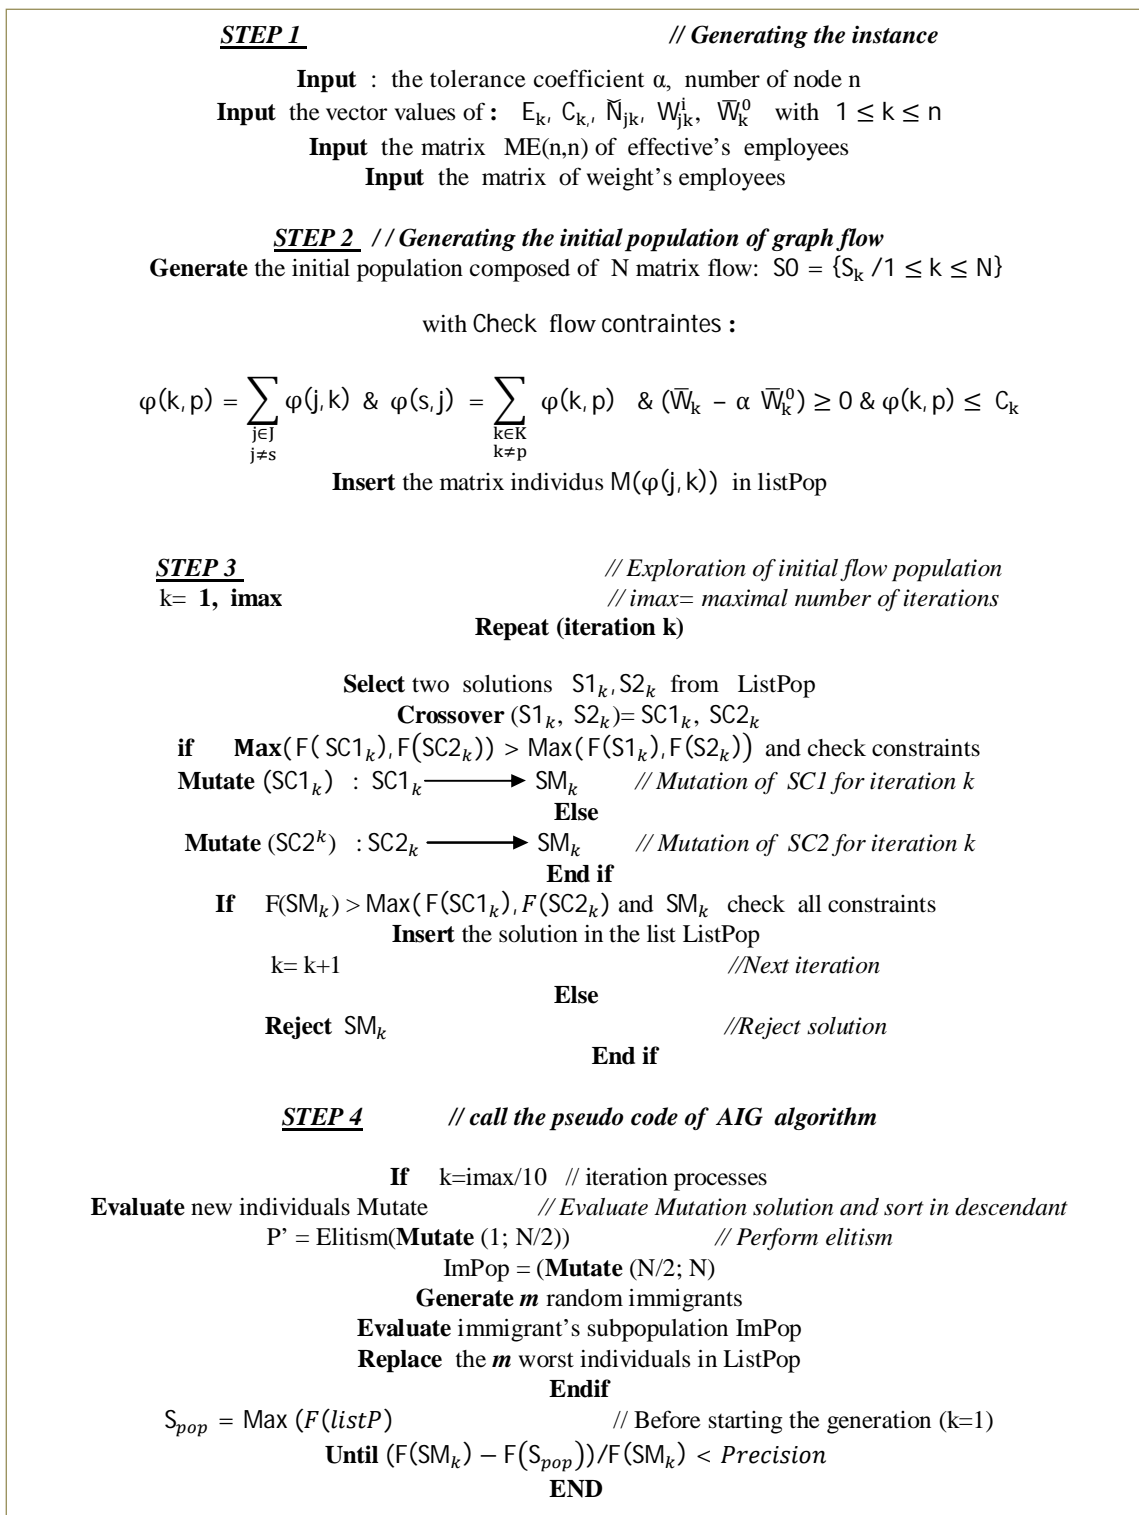 STEP 1 // Generating the instance
Input : the tolerance coefficient α, number of node n
Input the vector values of : E_k, C_k,, Ň_jk, W^i_jk, W̅^0_k with 1 ≤ k ≤ n
Input the matrix ME(n,n) of effective's employees
Input the matrix of weight's employees
STEP 2 // Generating the initial population of graph flow
Generate the initial population composed of N matrix flow: S0 = {S_k /1 ≤ k ≤ N}
with Check flow contraintes :
φ(k, p) = ∑_{j∈J j≠s} φ(j, k) & φ(s, j) = ∑_{k∈K k≠p} φ(k, p) & (W̅_k − α W̅^0_k) ≥ 0 & φ(k, p) ≤ C_k
Insert the matrix individus M(φ(j, k)) in listPop
STEP 3 // Exploration of initial flow population
k= 1, imax // imax= maximal number of iterations
Repeat (iteration k)
Select two solutions S1_k, S2_k from ListPop
Crossover (S1_k, S2_k)= SC1_k, SC2_k
if Max(F( SC1_k), F(SC2_k)) > Max(F(S1_k), F(S2_k)) and check constraints
Mutate (SC1_k) : SC1_k ⟶ SM_k // Mutation of SC1 for iteration k
Else
Mutate (SC2^k) : SC2_k ⟶ SM_k // Mutation of SC2 for iteration k
End if
If F(SM_k) > Max( F(SC1_k), F(SC2_k) and SM_k check all constraints
Insert the solution in the list ListPop
k= k+1 //Next iteration
Else
Reject SM_k //Reject solution
End if
STEP 4 // call the pseudo code of AIG algorithm
If k=imax/10 // iteration processes
Evaluate new individuals Mutate // Evaluate Mutation solution and sort in descendant
P' = Elitism(Mutate (1; N/2)) // Perform elitism
ImPop = (Mutate (N/2; N)
Generate m random immigrants
Evaluate immigrant's subpopulation ImPop
Replace the m worst individuals in ListPop
Endif
S_pop = Max (F(listP) // Before starting the generation (k=1)
Until (F(SM_k) − F(S_pop))/F(SM_k) < Precision
END